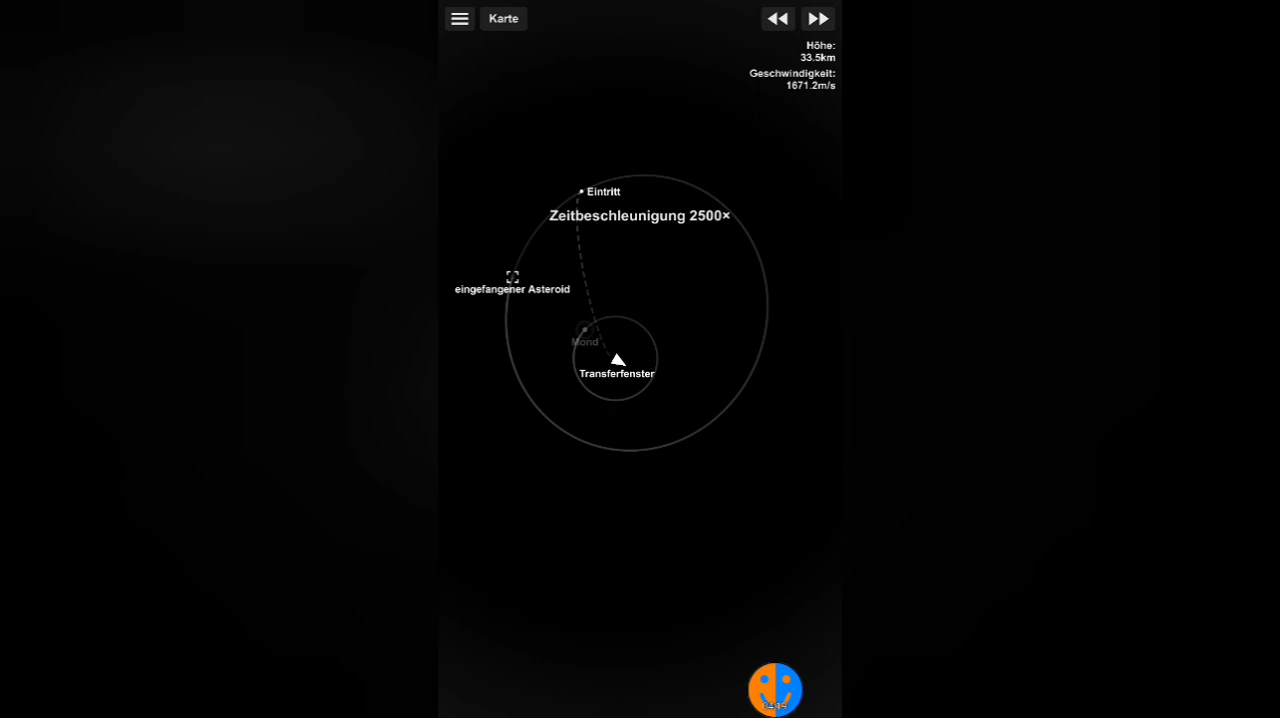 Karte
Höhe:
33.5km
Geschwindigkeit:
1671.2m/s
Eintritt
Zeitbeschleunigung 2500×
eingefangener Asteroid
Mond
Transferfenster